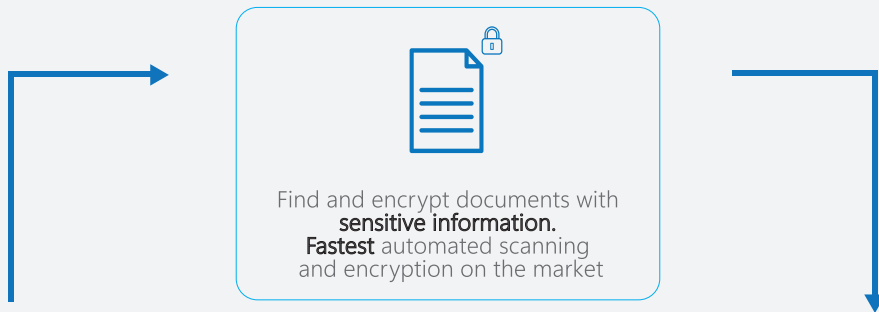 Find and encrypt documents with
sensitive information.
Fastest automated scanning
and encryption on the market